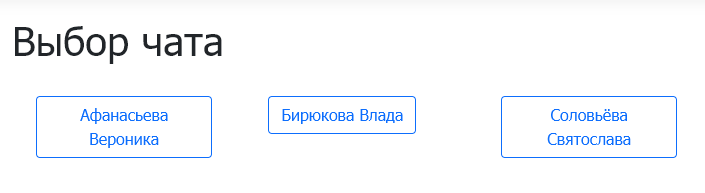 Выбор чата
Афанасьева
Вероника
Бирюкова Влада
Соловьёва
Святослава